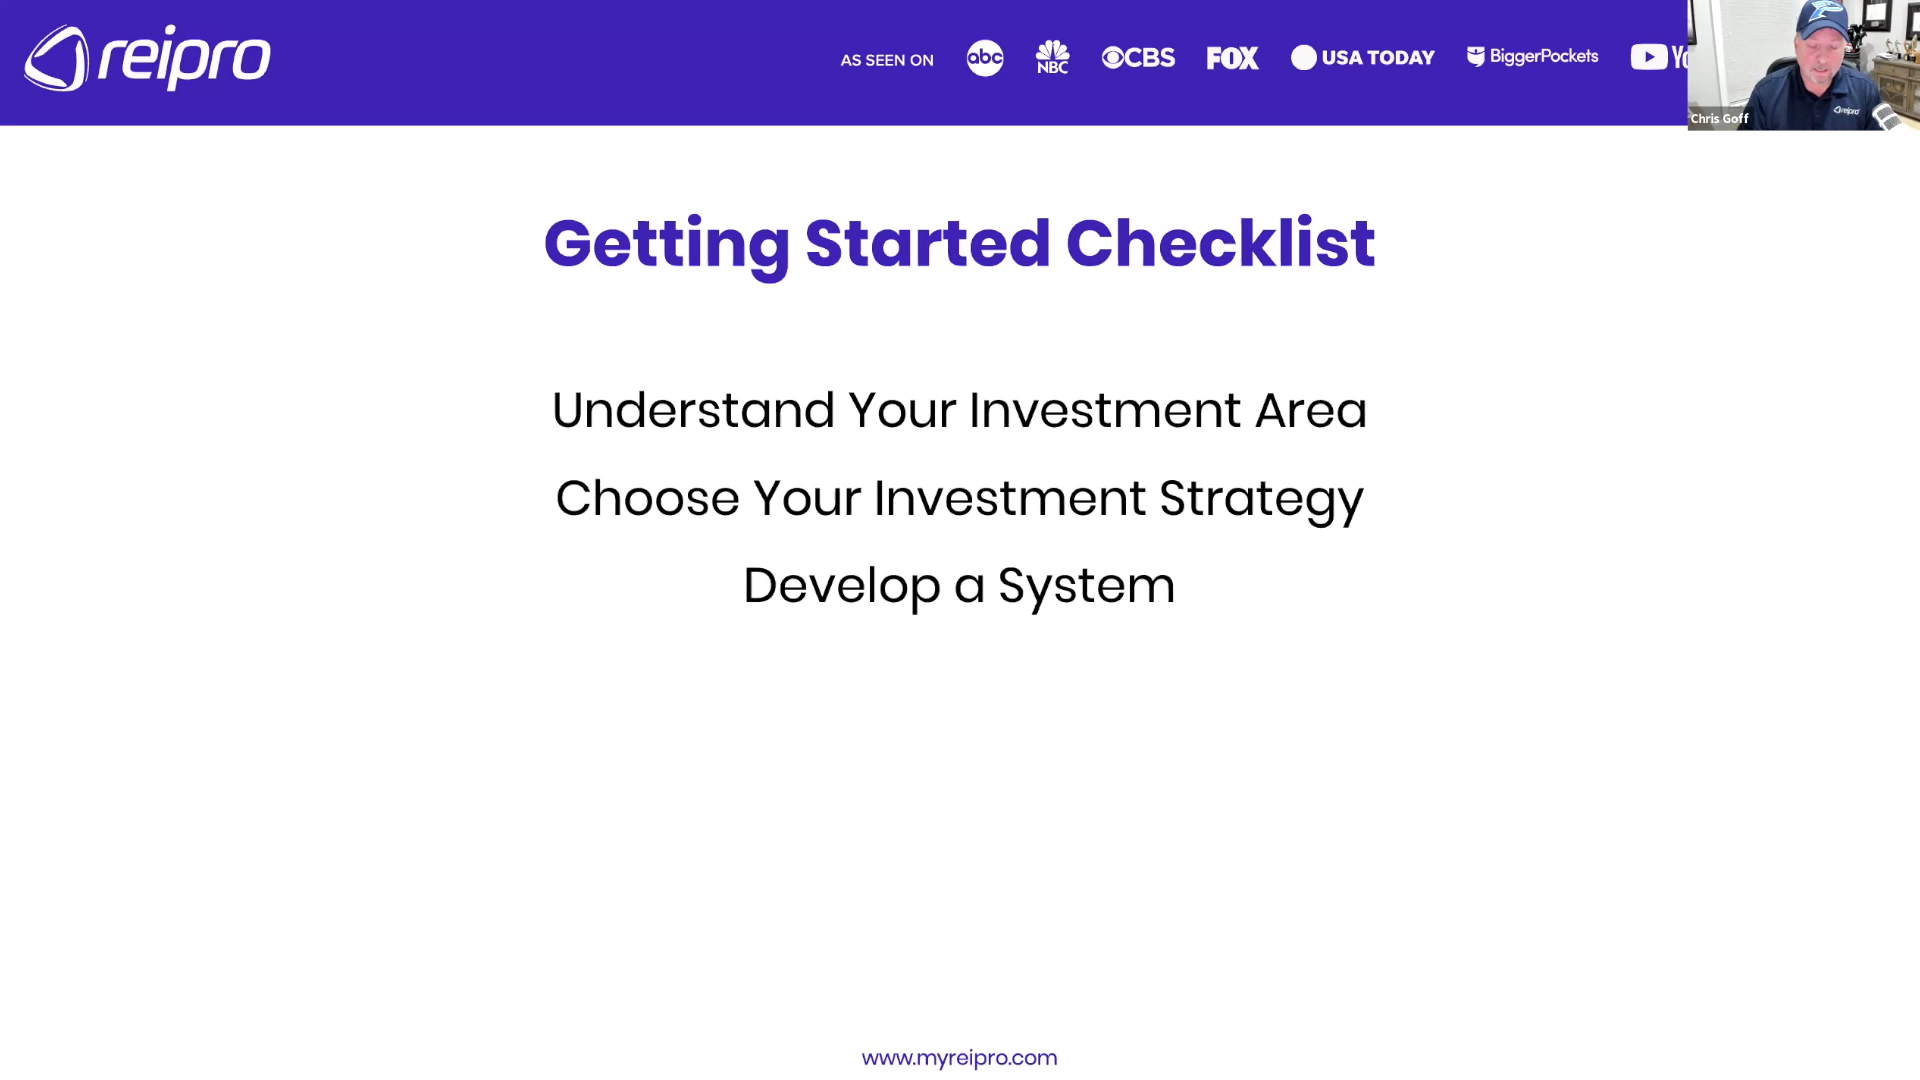 reipro
AS SEEN ON
abc
NBC
CBS
FOX
USA TODAY
BiggerPockets
Chris Goff
reipro
Getting Started Checklist
Understand Your Investment Area
Choose Your Investment Strategy
Develop a System
www.myreipro.com